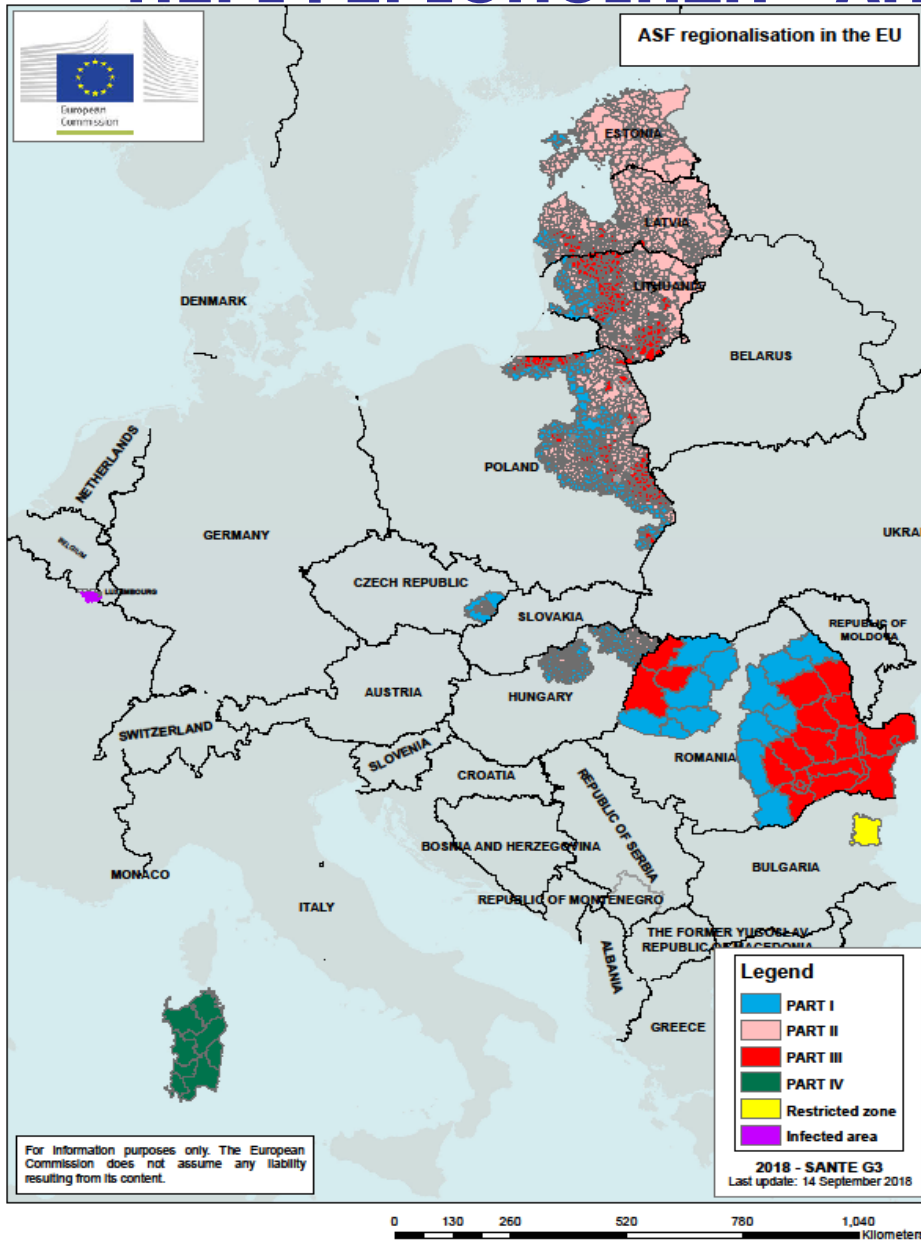 ASF regionalisation in the EU
European
Commission
ESTONIA
LATVIA
LITHUANIA
DENMARK
BELARUS
NETHERLANDS
POLAND
BELGIUM
GERMANY
UKRAI
LUXEMBOURG
CZECH REPUBLIC
SLOVAKIA
REPUBLIC OF
MOLDOVA
AUSTRIA
HUNGARY
SWITZERLAND
SLOVENIA
ROMANIA
CROATIA
REPUBLIC OF SERBIA
BOSNIA AND HERZEGOVINA
BULGARIA
MONACO
ITALY
REPUBLIC OF MONTENEGRO
THE FORMER YUGOSLAV
REPUBLIC OF MACEDONIA
ALBANIA
GREECE
Legend
PART I
PART II
PART III
PART IV
Restricted zone
Infected area
2018 - SANTE G3
Last update: 14 September 2018
For information purposes only. The European
Commission does not assume any liability
resulting from its content.
0 130 260 520 780 1,040
Kilometers